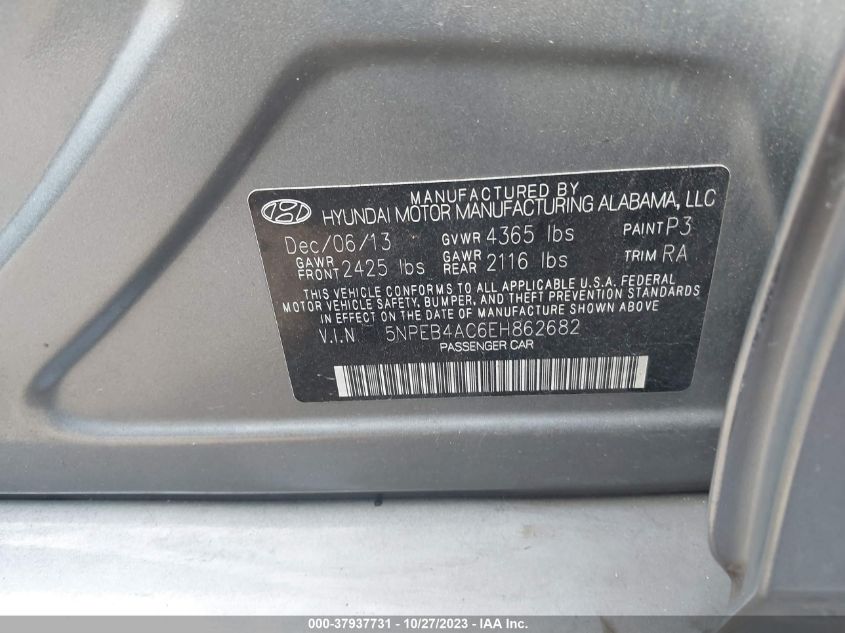 MANUFACTURED BY
HYUNDAI MOTOR MANUFACTURING ALABAMA, LLC
Dec/06/13 GVWR 4365 lbs PAINT P3
GAWR FRONT 2425 lbs GAWR REAR 2116 lbs TRIM RA
THIS VEHICLE CONFORMS TO ALL APPLICABLE U.S.A. FEDERAL
MOTOR VEHICLE SAFETY, BUMPER, AND THEFT PREVENTION STANDARDS
IN EFFECT ON THE DATE OF MANUFACTURE SHOWN ABOVE
V.I.N 5NPEB4AC6EH862682
PASSENGER CAR
000-37937731 - 10/27/2023 - IAA Inc.